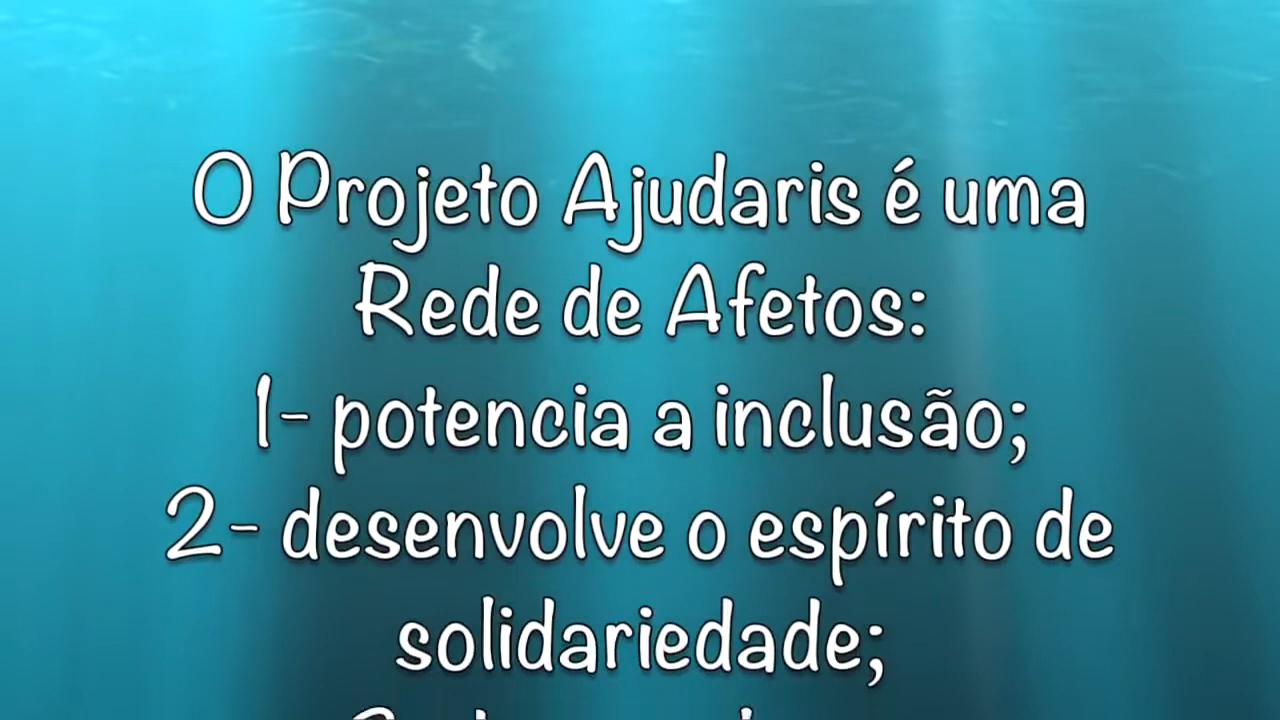 O Projeto Ajudaris é uma
Rede de Afetos:
1- potencia a inclusão;
2- desenvolve o espírito de
solidariedade;